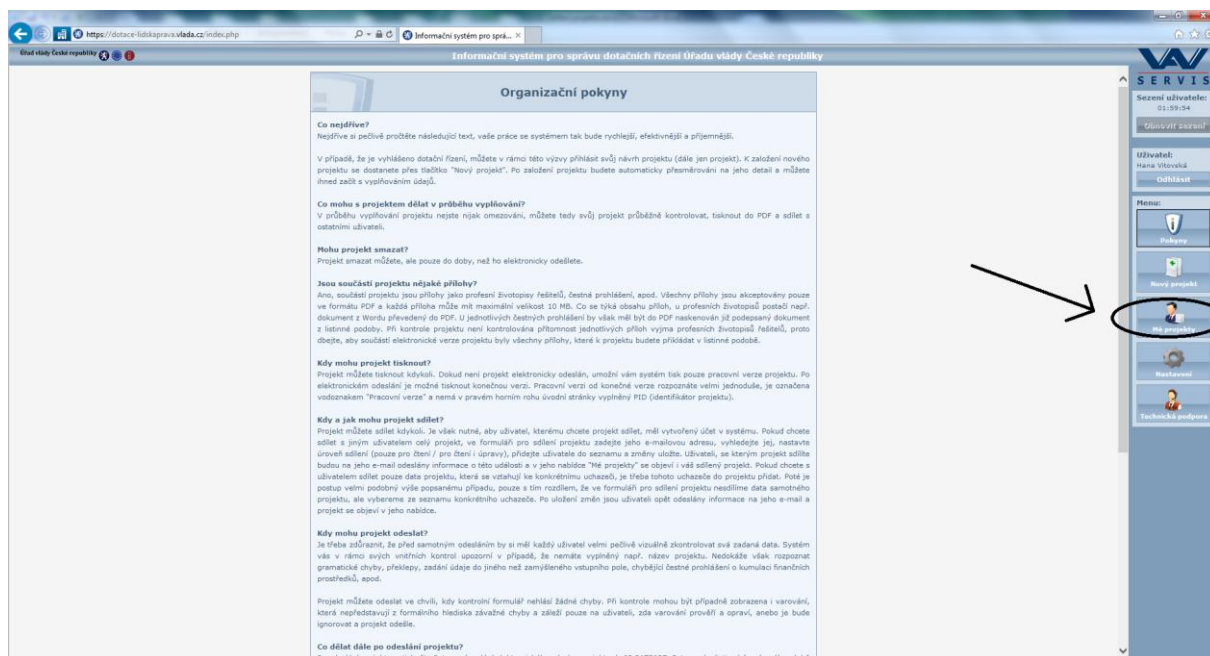 https://dotace-lidskaprava.vlada.cz/index.php
Informační systém pro sprá...
Úřad vlády České republiky
Informační systém pro správu dotačních řízení Úřadu vlády České republiky
Organizační pokyny
Co nejdříve?
Nejdříve si pečlivě pročtěte následující text, vaše práce se systémem tak bude rychlejší, efektivnější a příjemnější.
V případě, že je vyhlášeno dotační řízení, můžete v rámci této výzvy přihlásit svůj návrh projektu (dále jen projekt). K založení nového
projektu se dostanete přes tlačítko "Nový projekt". Po založení projektu budete automaticky přesměrováni na jeho detail a můžete
ihned začít s vyplňováním údajů.
Co mohu s projektem dělat v průběhu vyplňování?
V průběhu vyplňování projektu nejste nijak omezováni, můžete tedy svůj projekt průběžně kontrolovat, tisknout do PDF a sdílet s
ostatními uživateli.
Mohu projekt smazat?
Projekt smazat můžete, ale pouze do doby, než ho elektronicky odešlete.
Jsou součástí projektu nějaké přílohy?
Ano, součástí projektu jsou přílohy jako profesní životopisy řešitelů, čestná prohlášení, apod. Všechny přílohy jsou akceptovány pouze
ve formátu PDF a každá příloha může mít maximální velikost 10 MB. Co se týká obsahu příloh, u profesních životopisů postačí např.
dokument z Wordu převedený do PDF. U jednotlivých čestných prohlášení by však měl být do PDF naskenován již podepsaný dokument
z listinné podoby. Při kontrole projektu není kontrolována přítomnost jednotlivých příloh vyjma profesních životopisů řešitelů, proto
dbejte, aby součástí elektronické verze projektu byly všechny přílohy, které k projektu budete přikládat v listinné podobě.
Kdy mohu projekt tisknout?
Projekt můžete tisknout kdykoli. Dokud není projekt elektronicky odeslán, umožní vám systém tisk pouze pracovní verze projektu. Po
elektronickém odeslání je možné tisknout konečnou verzi. Pracovní verzi od konečné verze rozpoznáte velmi jednoduše, je označena
vodoznakem "Pracovní verze" a nemá v pravém horním rohu úvodní stránky vyplněný PID (identifikátor projektu).
Kdy a jak mohu projekt sdílet?
Projekt můžete sdílet kdykoli. Je však nutné, aby uživatel, kterému chcete projekt sdílet, měl vytvořený účet v systému. Pokud chcete
sdílet s jiným uživatelem celý projekt, ve formuláři pro sdílení projektu zadejte jeho e-mailovou adresu, vyhledejte jej, nastavte
úroveň sdílení (pouze pro čtení / pro čtení i úpravy), přidejte uživatele do seznamu a změny uložte. Uživateli, se kterým projekt sdílíte
budou na jeho e-mail odeslány informace o této události a v jeho nabídce "Mé projekty" se objeví i váš sdílený projekt. Pokud chcete s
uživatelem sdílet pouze data projektu, která se vztahují ke konkrétnímu uchazeči, je třeba tohoto uchazeče do projektu přidat. Poté je
postup velmi podobný výše popsanému případu, pouze s tím rozdílem, že ve formuláři pro sdílení projektu nesdílíme data samotného
projektu, ale vybereme ze seznamu konkrétního uchazeče. Po uložení změn jsou uživateli opět odeslány informace na jeho e-mail a
projekt se objeví v jeho nabídce.
Kdy mohu projekt odeslat?
Je třeba zdůraznit, že před samotným odesláním by si měl každý uživatel velmi pečlivě vizuálně zkontrolovat svá zadaná data. Systém
vás v rámci svých vnitřních kontrol upozorní v případě, že nemáte vyplněný např. název projektu. Nedokáže však rozpoznat
gramatické chyby, překlepy, zadání údaje do jiného než zamýšleného vstupního pole, chybějící čestné prohlášení o kumulaci finančních
prostředků, apod.
Projekt můžete odeslat ve chvíli, kdy kontrolní formulář nehlásí žádné chyby. Při kontrole mohou být případně zobrazena i varování,
která nepředstavují z formálního hlediska závažné chyby a záleží pouze na uživateli, zda varování prověří a opraví, anebo je bude
ignorovat a projekt odešle.
Co dělat dále po odeslání projektu?
VAV
SERVIS
Sezení uživatele:
01:59:54
Obnovit sezení
Uživatel:
Hana Vítovská
Odhlásit
Menu:
Pokyny
Nový projekt
Mé projekty
Nastavení
Technická podpora